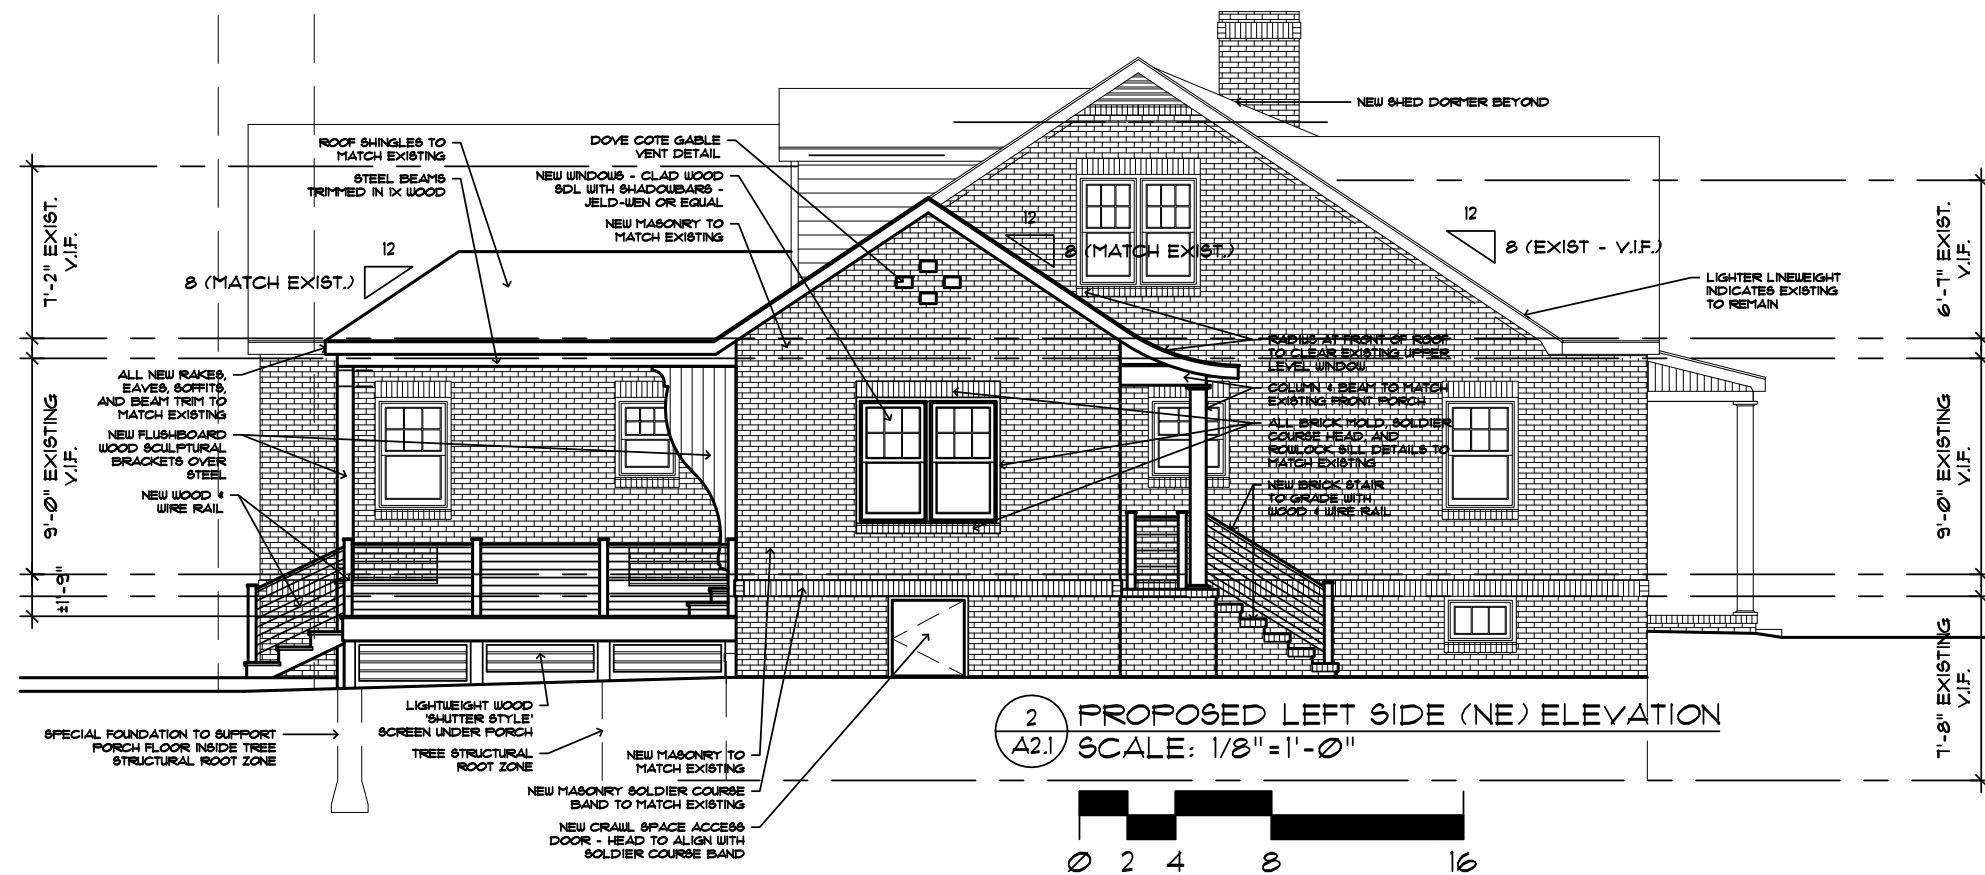 NEW SHED DORMER BEYOND
ROOF SHINGLES TO
MATCH EXISTING
STEEL BEAMS
TRIMMED IN 1X WOOD
DOVE COTE GABLE
VENT DETAIL
NEW WINDOWS - CLAD WOOD
SDL WITH SHADOWBARS -
JELD-WEN OR EQUAL
NEW MASONRY TO
MATCH EXISTING
12
8 (MATCH EXIST.)
12
8 (MATCH EXIST.)
12
8 (EXIST - V.I.F.)
LIGHTER LINEWEIGHT
INDICATES EXISTING
TO REMAIN
7'-2" EXIST.
V.I.F.
9'-0" EXISTING
V.I.F.
±1'-9"
6'-7" EXIST.
V.I.F.
9'-0" EXISTING
V.I.F.
7'-8" EXISTING
V.I.F.
ALL NEW RAKES,
EAVES, SOFFITS,
AND BEAM TRIM TO
MATCH EXISTING
NEW FLUSHBOARD
WOOD SCULPTURAL
BRACKETS OVER
STEEL
NEW WOOD &
WIRE RAIL
RADIUS AT FRONT OF ROOF
TO CLEAR EXISTING UPPER
LEVEL WINDOW
COLUMN & BEAM TO MATCH
EXISTING FRONT PORCH
ALL BRICK MOLD, SOLDIER
COURSE HEAD, AND
ROWLOCK SILL DETAILS TO
MATCH EXISTING
NEW BRICK STAIR
TO GRADE WITH
WOOD & WIRE RAIL
SPECIAL FOUNDATION TO SUPPORT
PORCH FLOOR INSIDE TREE
STRUCTURAL ROOT ZONE
LIGHTWEIGHT WOOD
'SHUTTER STYLE'
SCREEN UNDER PORCH
TREE STRUCTURAL
ROOT ZONE
NEW MASONRY TO
MATCH EXISTING
NEW MASONRY SOLDIER COURSE
BAND TO MATCH EXISTING
NEW CRAWL SPACE ACCESS
DOOR - HEAD TO ALIGN WITH
SOLDIER COURSE BAND
2
A2.1
PROPOSED LEFT SIDE (NE) ELEVATION
SCALE: 1/8"=1'-0"
0 2 4 8 16